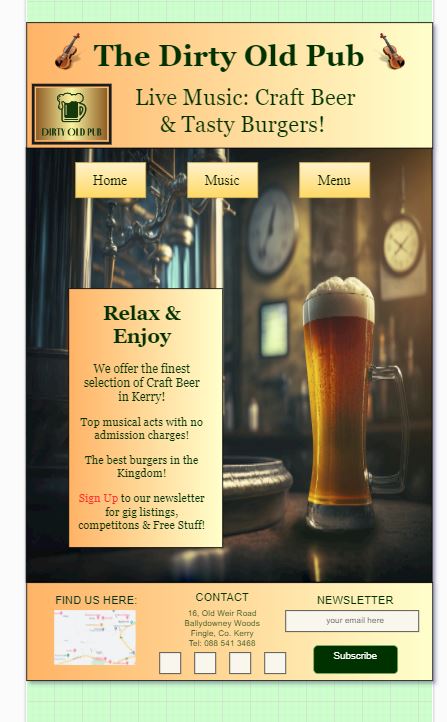 The Dirty Old Pub
Live Music: Craft Beer
& Tasty Burgers!
DIRTY OLD PUB
Home
Music
Menu
Relax &
Enjoy
We offer the finest
selection of Craft Beer
in Kerry!
Top musical acts with no
admission charges!
The best burgers in the
Kingdom!
Sign Up to our newsletter
for gig listings,
competitons & Free Stuff!
FIND US HERE:
CONTACT
16, Old Weir Road
Ballydowney Woods
Fingle, Co. Kerry
Tel: 088 541 3468
NEWSLETTER
your email here
Subscribe